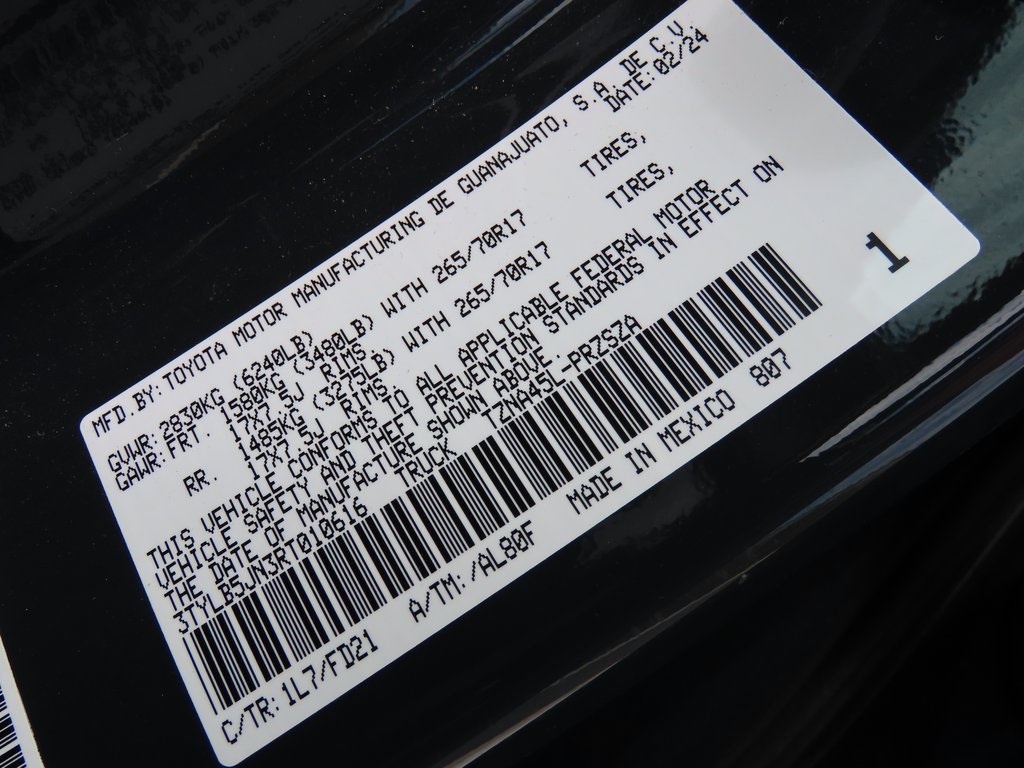 MFD.BY:TOYOTA MOTOR MANUFACTURING DE GUANAJUATO, S.A. DE C.V.
DATE:02/24
GVWR:2830KG (6240LB)
GAWR:FRT. 1580KG (3480LB) WITH 265/70R17 TIRES,
17X7.5J RIMS
RR. 1485KG (3275LB) WITH 265/70R17 TIRES,
17X7.5J RIMS
THIS VEHICLE CONFORMS TO ALL APPLICABLE FEDERAL MOTOR
VEHICLE SAFETY AND THEFT PREVENTION STANDARDS IN EFFECT ON
THE DATE OF MANUFACTURE SHOWN ABOVE.
3TYLB5JN3RT010616 TRUCK TZNA45L-PRZSZA
1
C/TR:1L7/FD21 A/TM:/AL80F MADE IN MEXICO 807